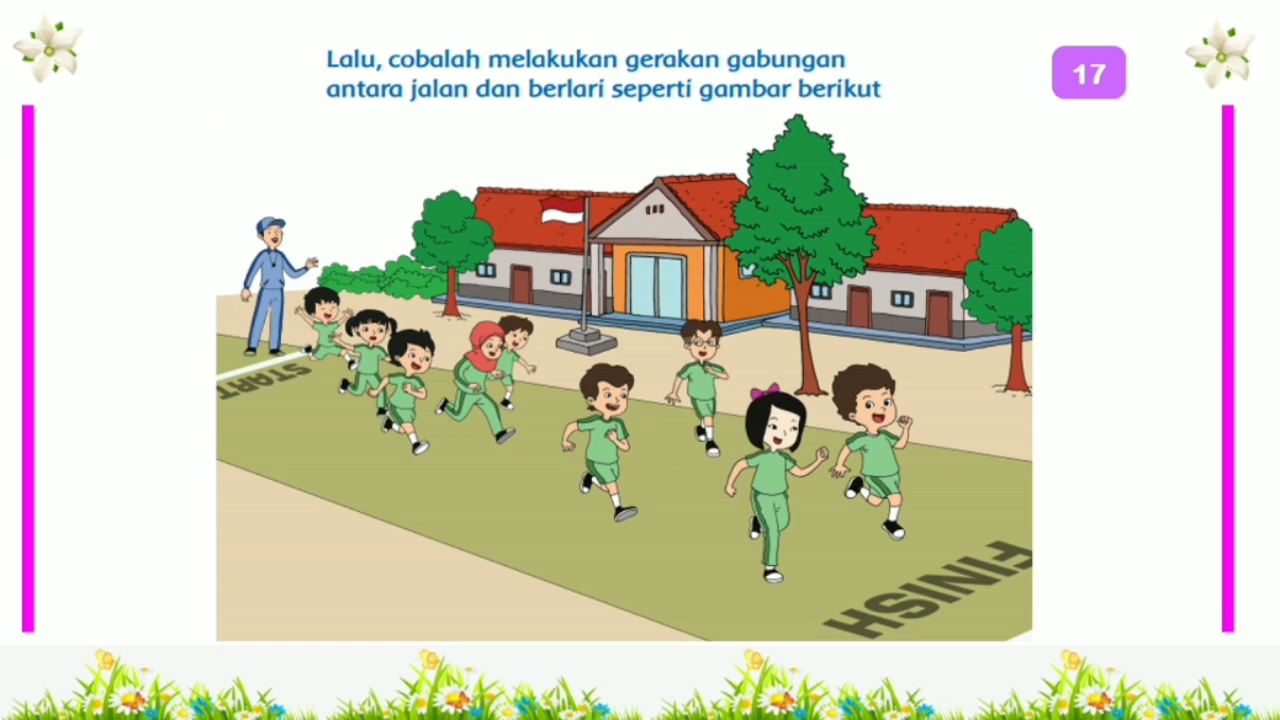 Lalu, cobalah melakukan gerakan gabungan
antara jalan dan berlari seperti gambar berikut
17
START
FINISH